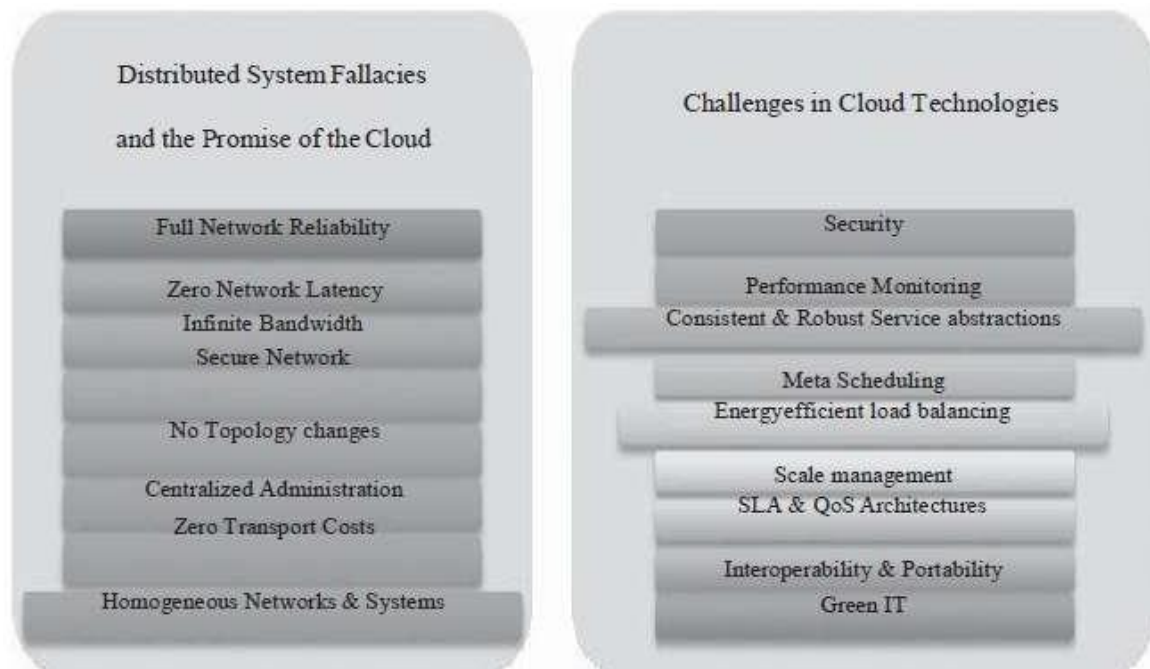 Distributed System Fallacies
and the Promise of the Cloud
Full Network Reliability
Zero Network Latency
Infinite Bandwidth
Secure Network
No Topology changes
Centralized Administration
Zero Transport Costs
Homogeneous Networks & Systems
Challenges in Cloud Technologies
Security
Performance Monitoring
Consistent & Robust Service abstractions
Meta Scheduling
Energyefficient load balancing
Scale management
SLA & QoS Architectures
Interoperability & Portability
Green IT